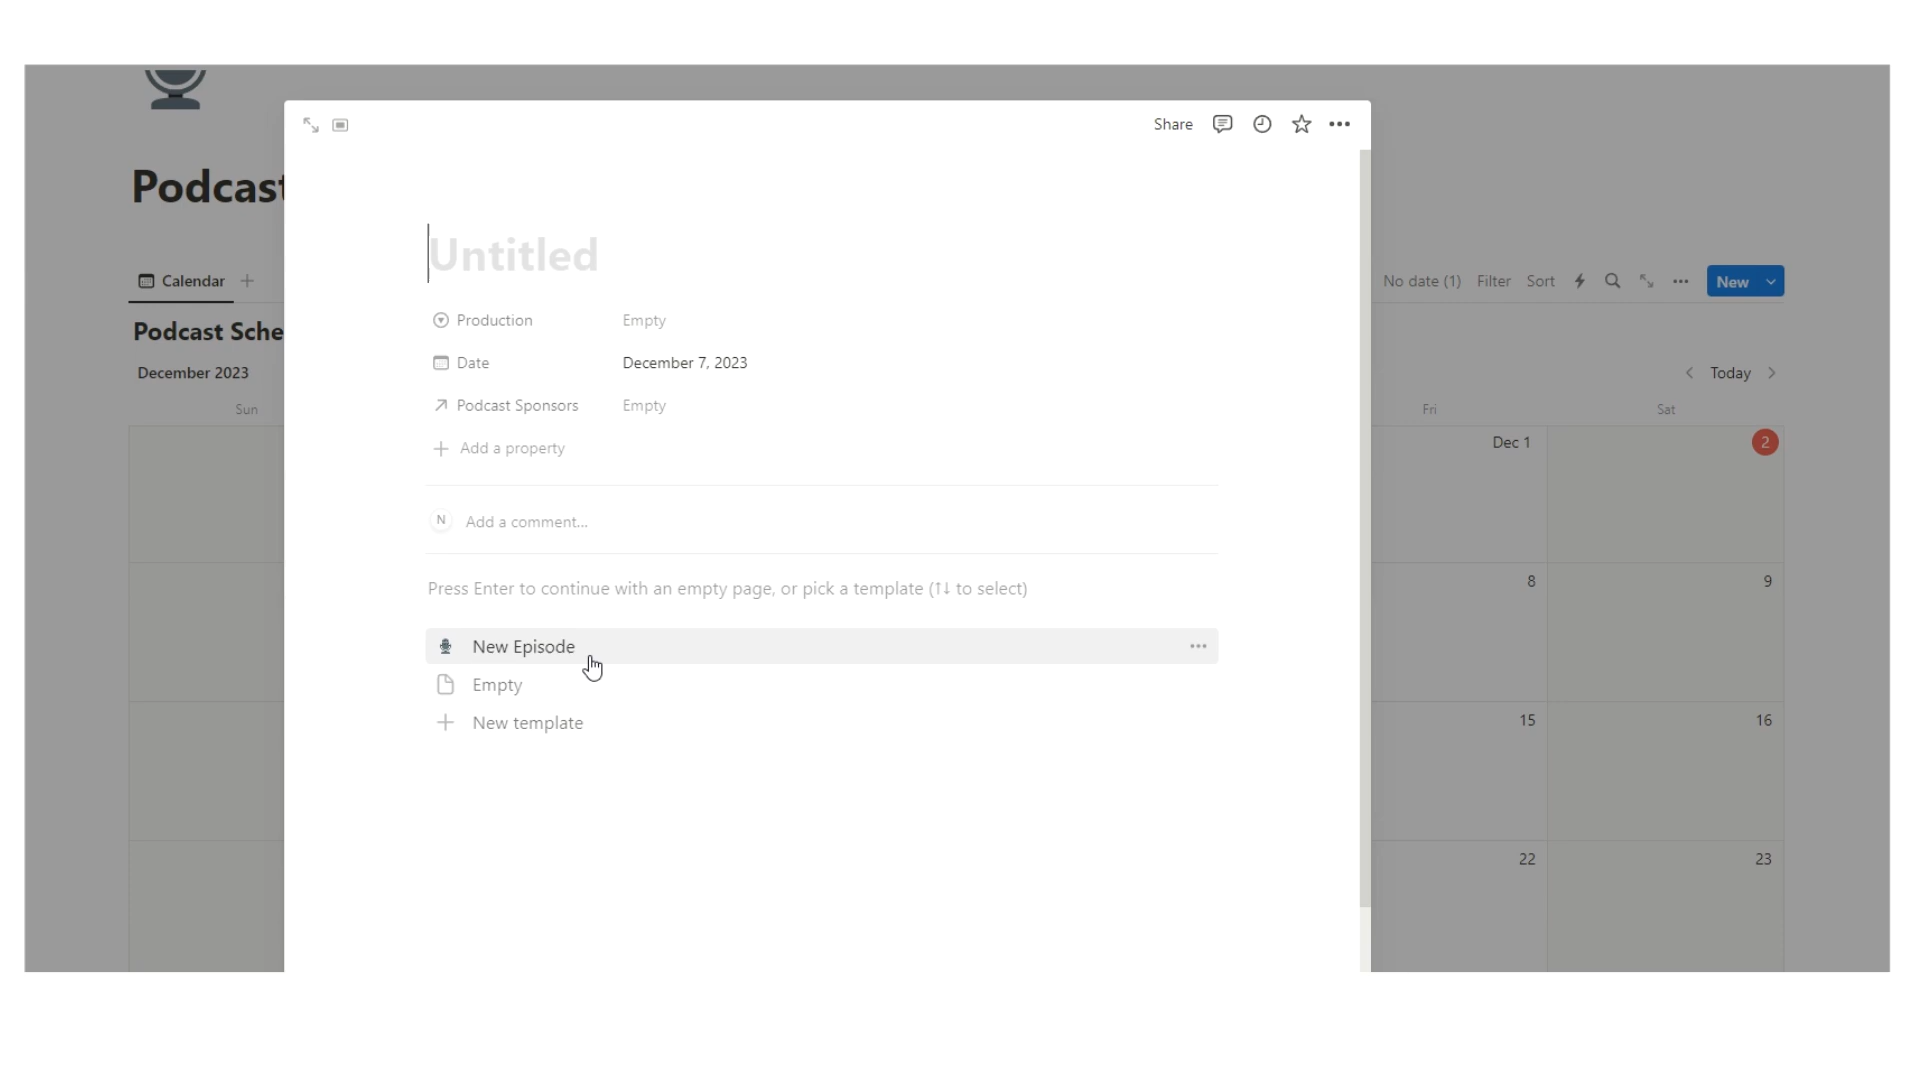 Share
Podcast
Untitled
Calendar
No date (1) Filter Sort New
Production Empty
Podcast Sche
Date December 7, 2023
December 2023
Today
Podcast Sponsors Empty
Sun Fri Sat
Add a property
Dec 1 2
N Add a comment...
Press Enter to continue with an empty page, or pick a template (↑↓ to select)
8 9
New Episode
Empty
New template
15 16
22 23